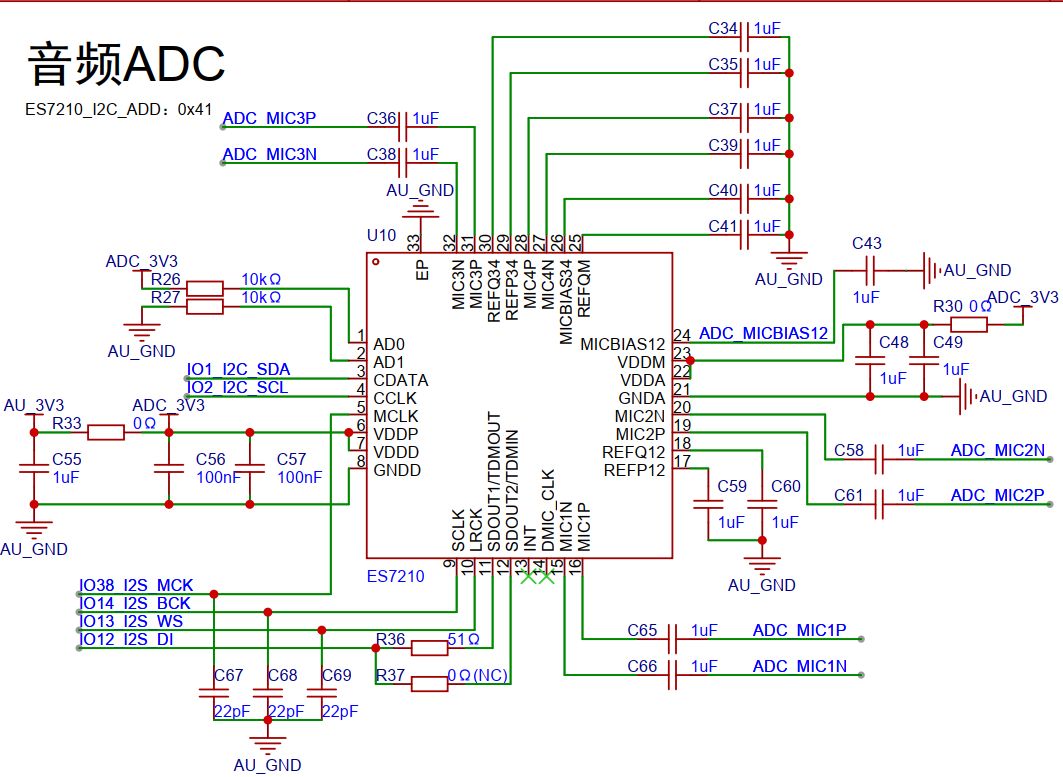 音频ADC
ES7210_I2C_ADD：0x41
ADC_MIC3P
C36 1uF
ADC_MIC3N
C38 1uF
AU_GND
C34 1uF
C35 1uF
C37 1uF
C39 1uF
C40 1uF
C41 1uF
AU_GND
U10
33 32 31 30 29 28 27 26 25
EP
MIC3N
MIC3P
REFQ34
REFP34
MIC4P
MIC4N
MICBIAS34
REFQM
ADC_3V3
R26 10kΩ
R27 10kΩ
AU_GND
C43
1uF
AU_GND
R30 0Ω
ADC_3V3
C48
1uF
C49
1uF
AU_GND
1 AD0
2 AD1
3 CDATA
4 CCLK
5 MCLK
6 VDDP
7 VDDD
8 GNDD
IO1_I2C_SDA
IO2_I2C_SCL
24 MICBIAS12
23 VDDM
22 VDDA
21 GNDA
20 MIC2N
19 MIC2P
18 REFQ12
17 REFP12
ADC_MICBIAS12
AU_3V3
R33 0Ω
ADC_3V3
C55
1uF
C56
100nF
C57
100nF
AU_GND
C58 1uF ADC_MIC2N
C61 1uF ADC_MIC2P
C59
1uF
C60
1uF
AU_GND
SCLK
LRCK
SDOUT1/TDMOUT
SDOUT2/TDMIN
INT
DMIC_CLK
MIC1N
MIC1P
9 10 11 12 13 14 15 16
ES7210
IO38_I2S_MCK
IO14_I2S_BCK
IO13_I2S_WS
IO12_I2S_DI
R36 51Ω
R37 0Ω(NC)
C65 1uF ADC_MIC1P
C66 1uF ADC_MIC1N
C67
22pF
C68
22pF
C69
22pF
AU_GND